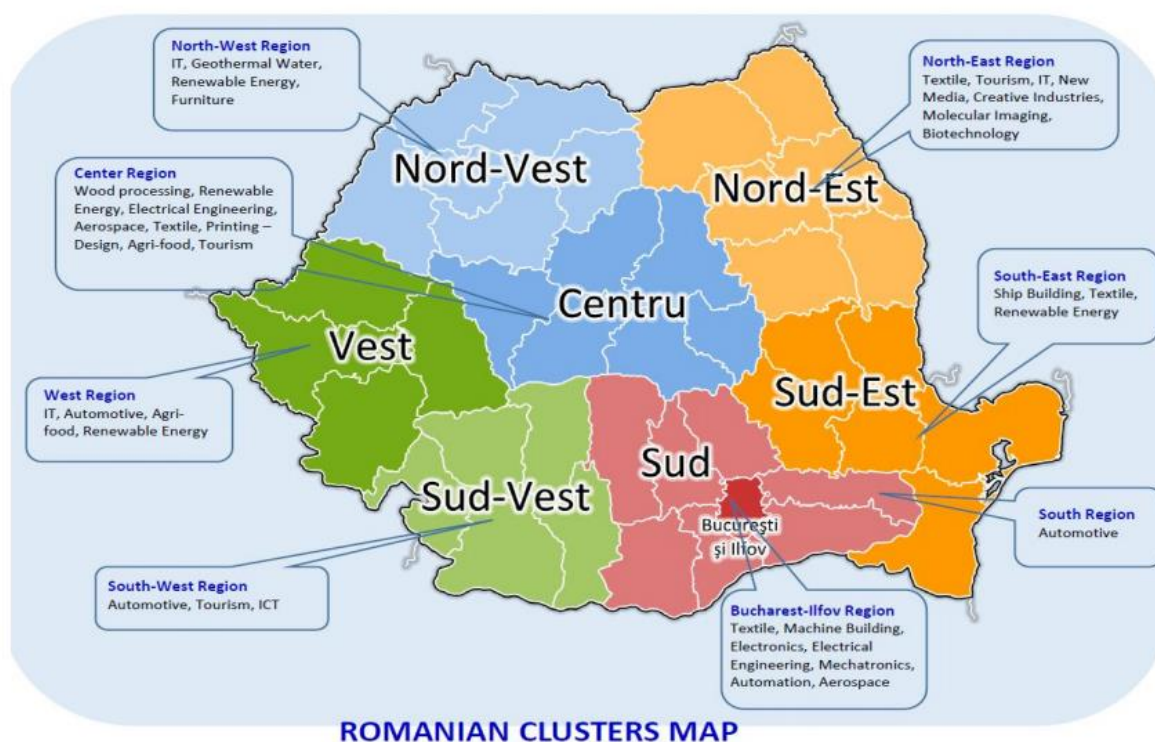 North-West Region
IT, Geothermal Water,
Renewable Energy,
Furniture
North-East Region
Textile, Tourism, IT, New
Media, Creative Industries,
Molecular Imaging,
Biotechnology
Center Region
Wood processing, Renewable
Energy, Electrical Engineering,
Aerospace, Textile, Printing –
Design, Agri-food, Tourism
Nord-Vest
Nord-Est
South-East Region
Ship Building, Textile,
Renewable Energy
Centru
Vest
West Region
IT, Automotive, Agri-
food, Renewable Energy
Sud-Est
Sud
Sud-Vest
București
și Ilfov
South Region
Automotive
South-West Region
Automotive, Tourism, ICT
Bucharest-Ilfov Region
Textile, Machine Building,
Electronics, Electrical
Engineering, Mechatronics,
Automation, Aerospace
ROMANIAN CLUSTERS MAP